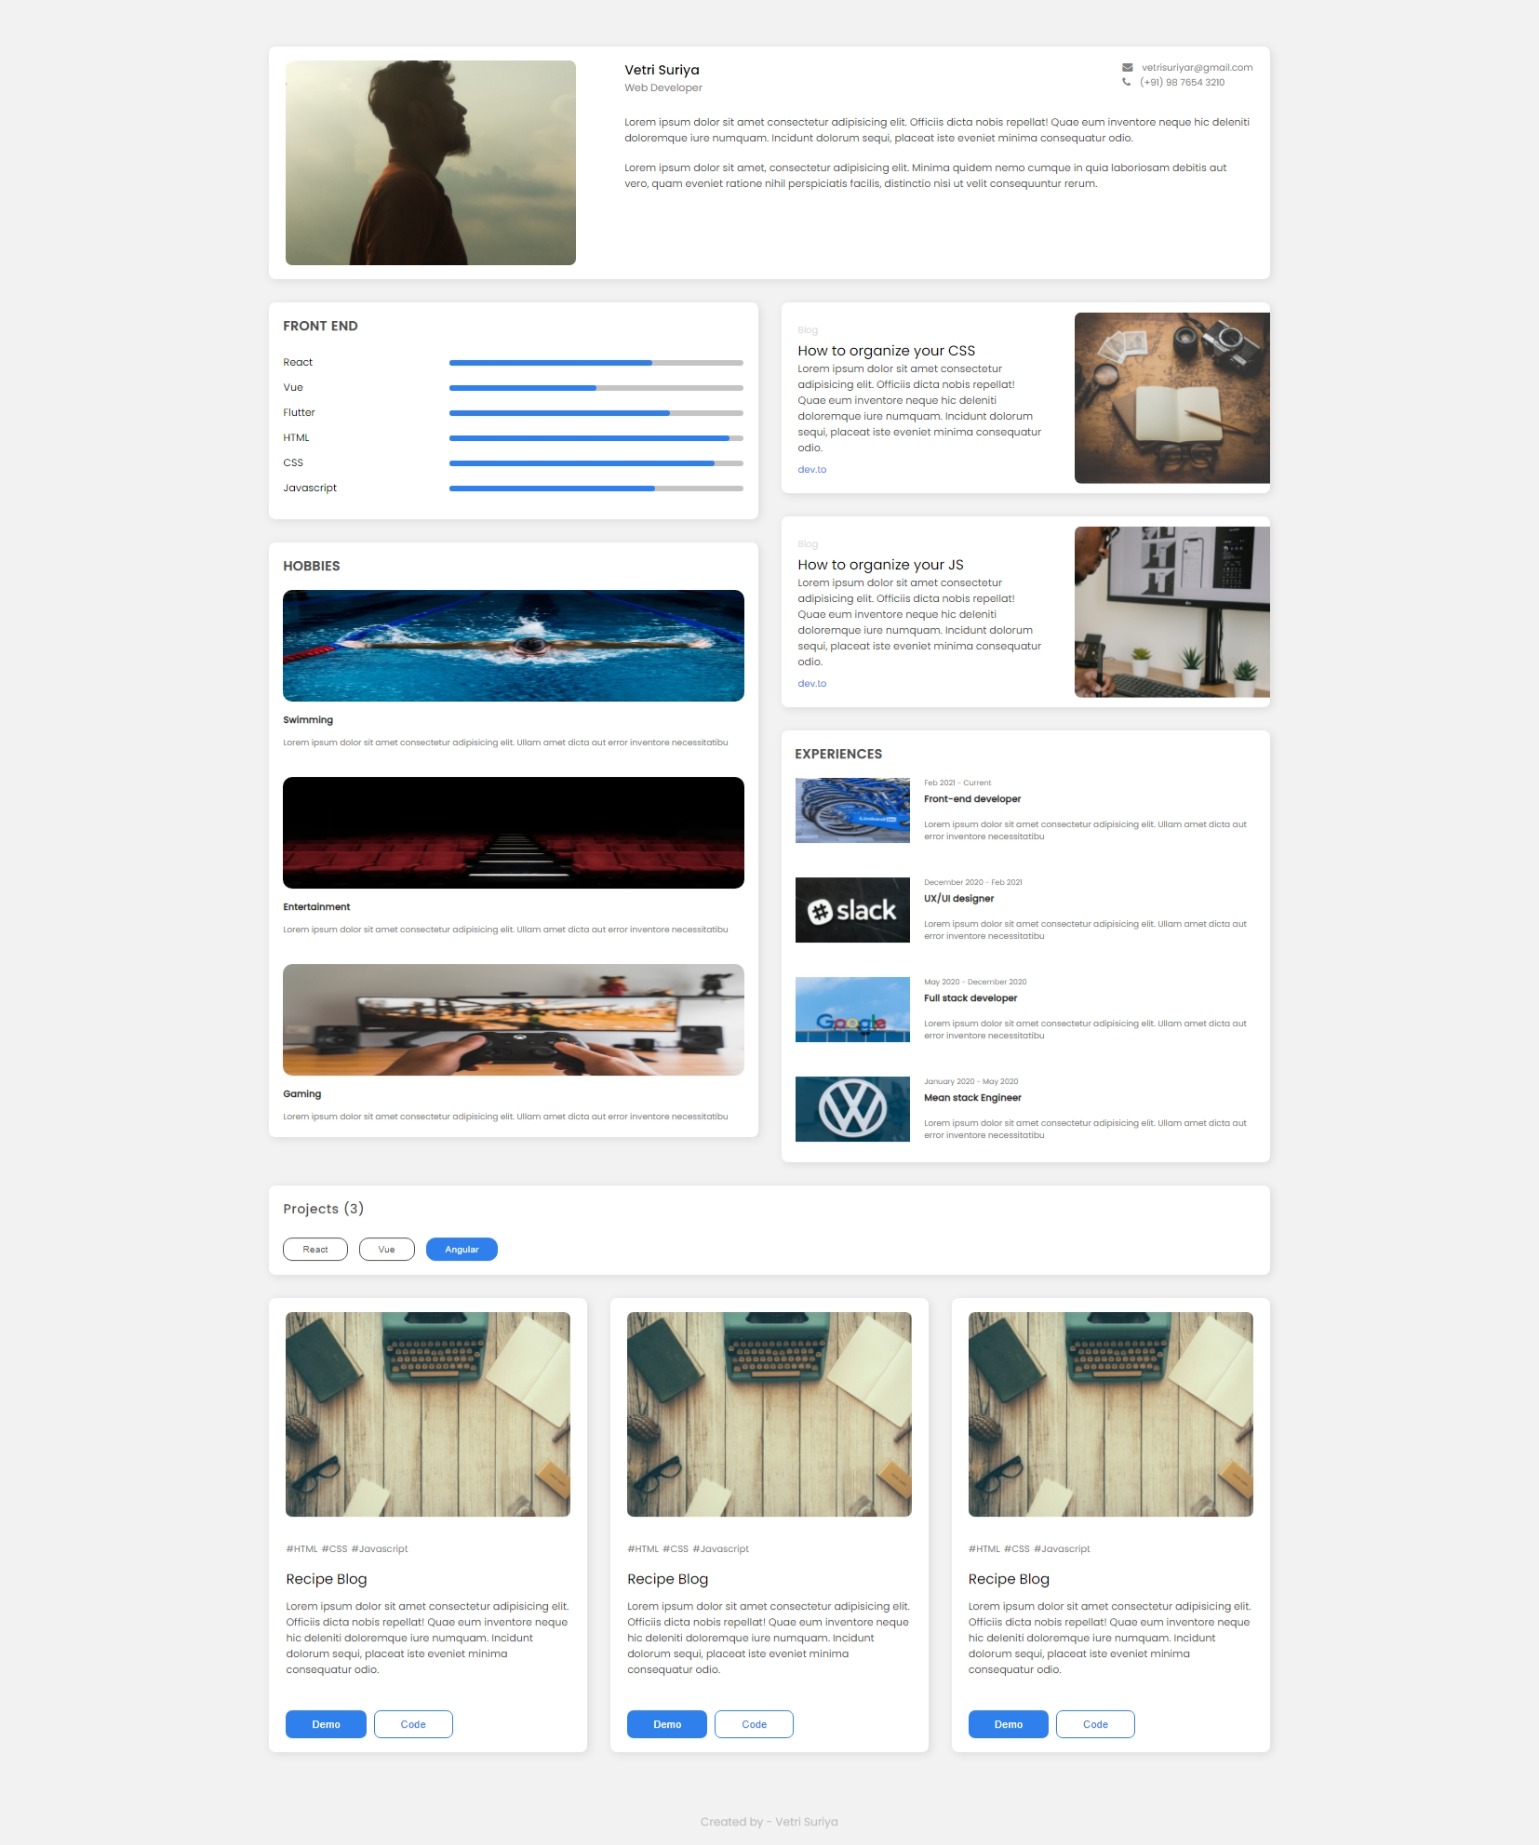 Vetri Suriya
Web Developer
vetrisuriyar@gmail.com
(+91) 98 7654 3210
Lorem ipsum dolor sit amet consectetur adipisicing elit. Officiis dicta nobis repellat! Quae eum inventore neque hic deleniti
doloremque iure numquam. Incidunt dolorum sequi, placeat iste eveniet minima consequatur odio.
Lorem ipsum dolor sit amet, consectetur adipisicing elit. Minima quidem nemo cumque in quia laboriosam debitis aut
vero, quam eveniet ratione nihil perspiciatis facilis, distinctio nisi ut velit consequuntur rerum.
FRONT END
React
Vue
Flutter
HTML
CSS
Javascript
HOBBIES
Swimming
Lorem ipsum dolor sit amet consectetur adipisicing elit. Ullam amet dicta aut error inventore necessitatibu
Entertainment
Lorem ipsum dolor sit amet consectetur adipisicing elit. Ullam amet dicta aut error inventore necessitatibu
Gaming
Lorem ipsum dolor sit amet consectetur adipisicing elit. Ullam amet dicta aut error inventore necessitatibu
Blog
How to organize your CSS
Lorem ipsum dolor sit amet consectetur
adipisicing elit. Officiis dicta nobis repellat!
Quae eum inventore neque hic deleniti
doloremque iure numquam. Incidunt dolorum
sequi, placeat iste eveniet minima consequatur
odio.
dev.to
Blog
How to organize your JS
Lorem ipsum dolor sit amet consectetur
adipisicing elit. Officiis dicta nobis repellat!
Quae eum inventore neque hic deleniti
doloremque iure numquam. Incidunt dolorum
sequi, placeat iste eveniet minima consequatur
odio.
dev.to
EXPERIENCES
Feb 2021 - Current
Front-end developer
Lorem ipsum dolor sit amet consectetur adipisicing elit. Ullam amet dicta aut
error inventore necessitatibu
slack
December 2020 - Feb 2021
UX/UI designer
Lorem ipsum dolor sit amet consectetur adipisicing elit. Ullam amet dicta aut
error inventore necessitatibu
Google
May 2020 - December 2020
Full stack developer
Lorem ipsum dolor sit amet consectetur adipisicing elit. Ullam amet dicta aut
error inventore necessitatibu
January 2020 - May 2020
Mean stack Engineer
Lorem ipsum dolor sit amet consectetur adipisicing elit. Ullam amet dicta aut
error inventore necessitatibu
Projects (3)
React
Vue
Angular
#HTML #CSS #Javascript
Recipe Blog
Lorem ipsum dolor sit amet consectetur adipisicing elit.
Officiis dicta nobis repellat! Quae eum inventore neque
hic deleniti doloremque iure numquam. Incidunt
dolorum sequi, placeat iste eveniet minima
consequatur odio.
Demo
Code
#HTML #CSS #Javascript
Recipe Blog
Lorem ipsum dolor sit amet consectetur adipisicing elit.
Officiis dicta nobis repellat! Quae eum inventore neque
hic deleniti doloremque iure numquam. Incidunt
dolorum sequi, placeat iste eveniet minima
consequatur odio.
Demo
Code
#HTML #CSS #Javascript
Recipe Blog
Lorem ipsum dolor sit amet consectetur adipisicing elit.
Officiis dicta nobis repellat! Quae eum inventore neque
hic deleniti doloremque iure numquam. Incidunt
dolorum sequi, placeat iste eveniet minima
consequatur odio.
Demo
Code
Created by - Vetri Suriya